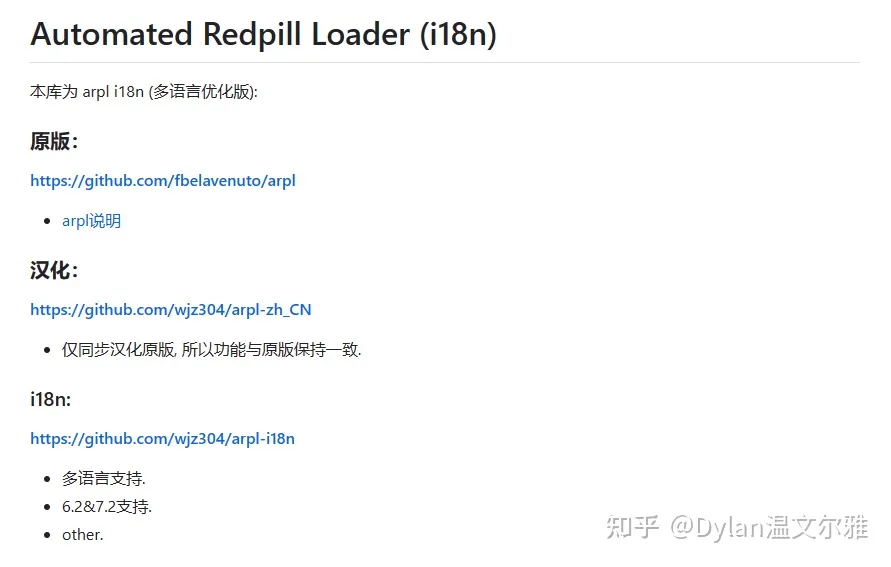 Automated Redpill Loader (i18n)
本库为 arpl i18n (多语言优化版):
原版：
https://github.com/fbelavenuto/arpl
arpl说明
汉化：
https://github.com/wjz304/arpl-zh_CN
仅同步汉化原版, 所以功能与原版保持一致.
i18n:
https://github.com/wjz304/arpl-i18n
多语言支持.
6.2&7.2支持.
other.
知乎 @Dylan温文尔雅